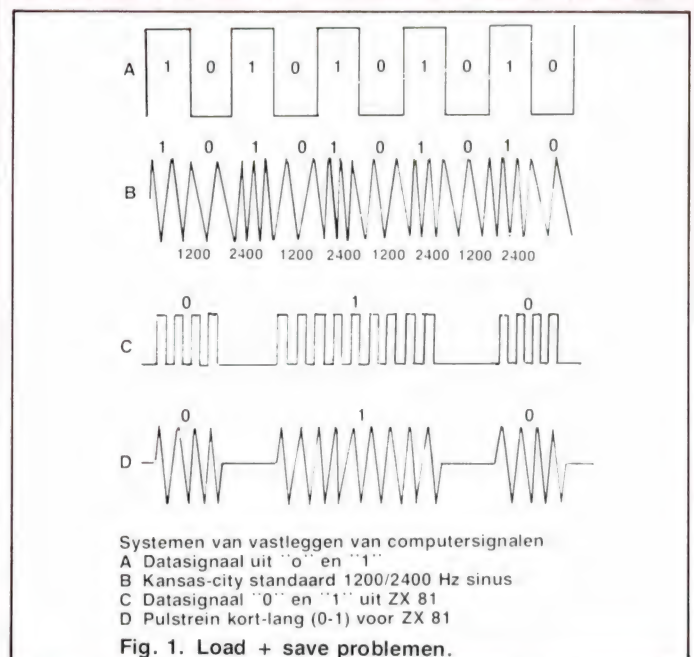 A 1 0 1 0 1 0 1 0 1 0
1 0 1 0 1 0 1 0 1 0
B
1200 2400 1200 2400 1200 2400 1200 2400
0 1 0
C
0 1 0
D
Systemen van vastleggen van computersignalen
A Datasignaal uit "o" en "1"
B Kansas-city standaard 1200/2400 Hz sinus
C Datasignaal "0" en "1" uit ZX 81
D Pulstrein kort-lang (0-1) voor ZX 81
Fig. 1. Load + save problemen.